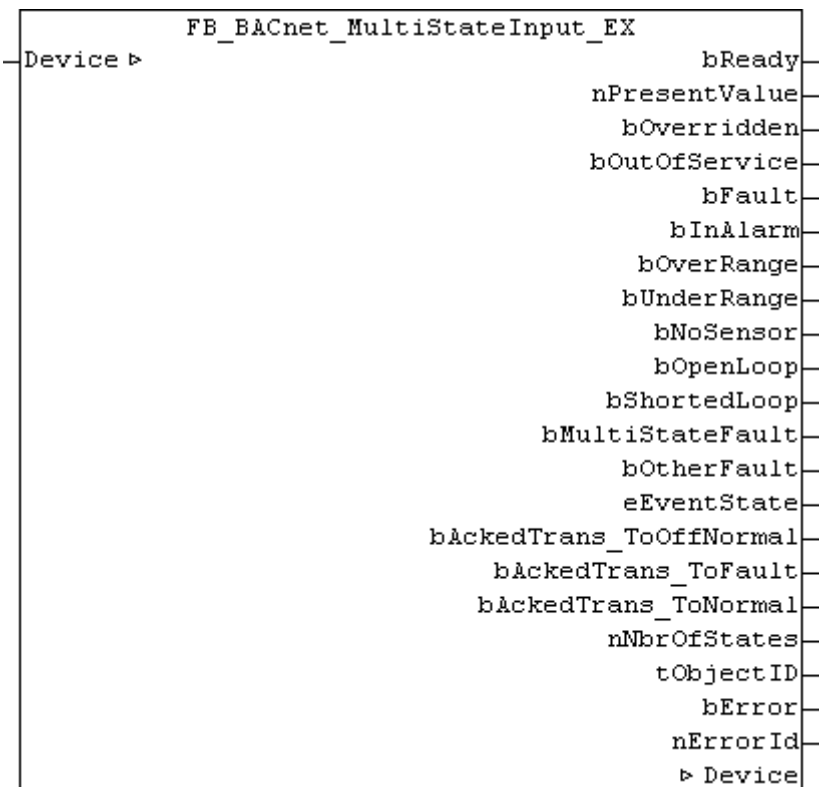 FB_BACnet_MultiStateInput_EX
Device ▷ bReady
nPresentValue
bOverridden
bOutOfService
bFault
bInAlarm
bOverRange
bUnderRange
bNoSensor
bOpenLoop
bShortedLoop
bMultiStateFault
bOtherFault
eEventState
bAckedTrans_ToOffNormal
bAckedTrans_ToFault
bAckedTrans_ToNormal
nNbrOfStates
tObjectID
bError
nErrorId
▷ Device